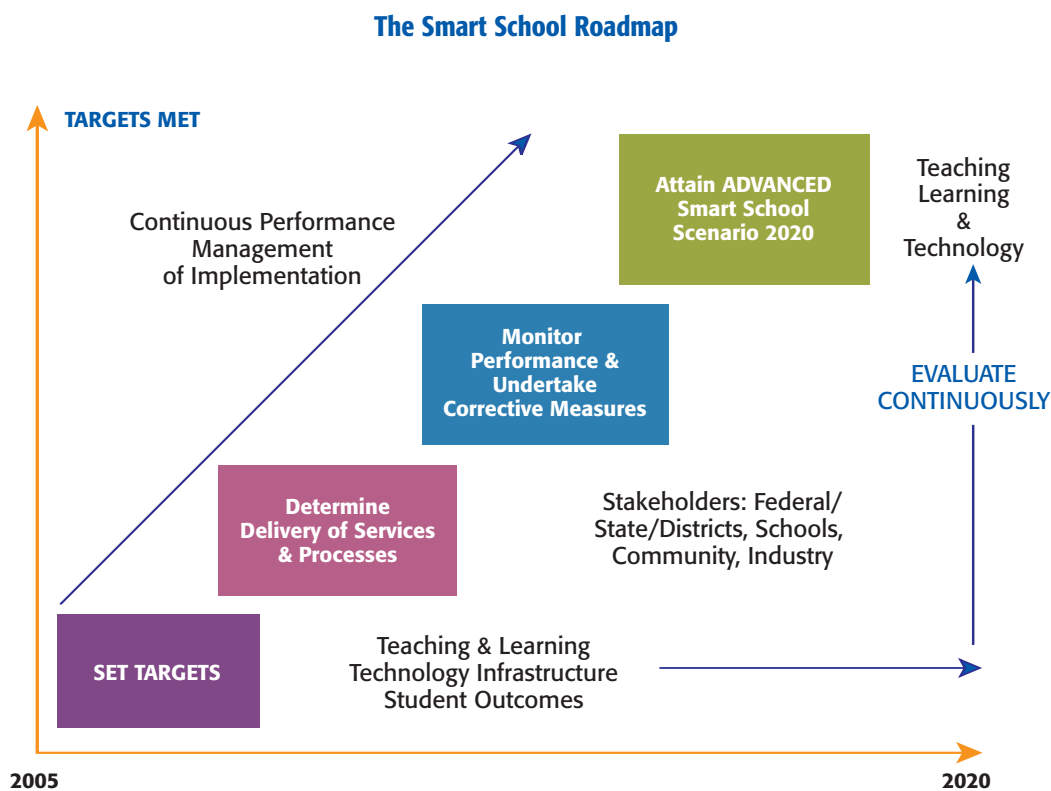 The Smart School Roadmap
TARGETS MET
Continuous Performance
Management
of Implementation
Attain ADVANCED
Smart School
Scenario 2020
Teaching
Learning
&
Technology
Monitor
Performance &
Undertake
Corrective Measures
EVALUATE
CONTINUOUSLY
Determine
Delivery of Services
& Processes
Stakeholders: Federal/
State/Districts, Schools,
Community, Industry
SET TARGETS
Teaching & Learning
Technology Infrastructure
Student Outcomes
2005
2020